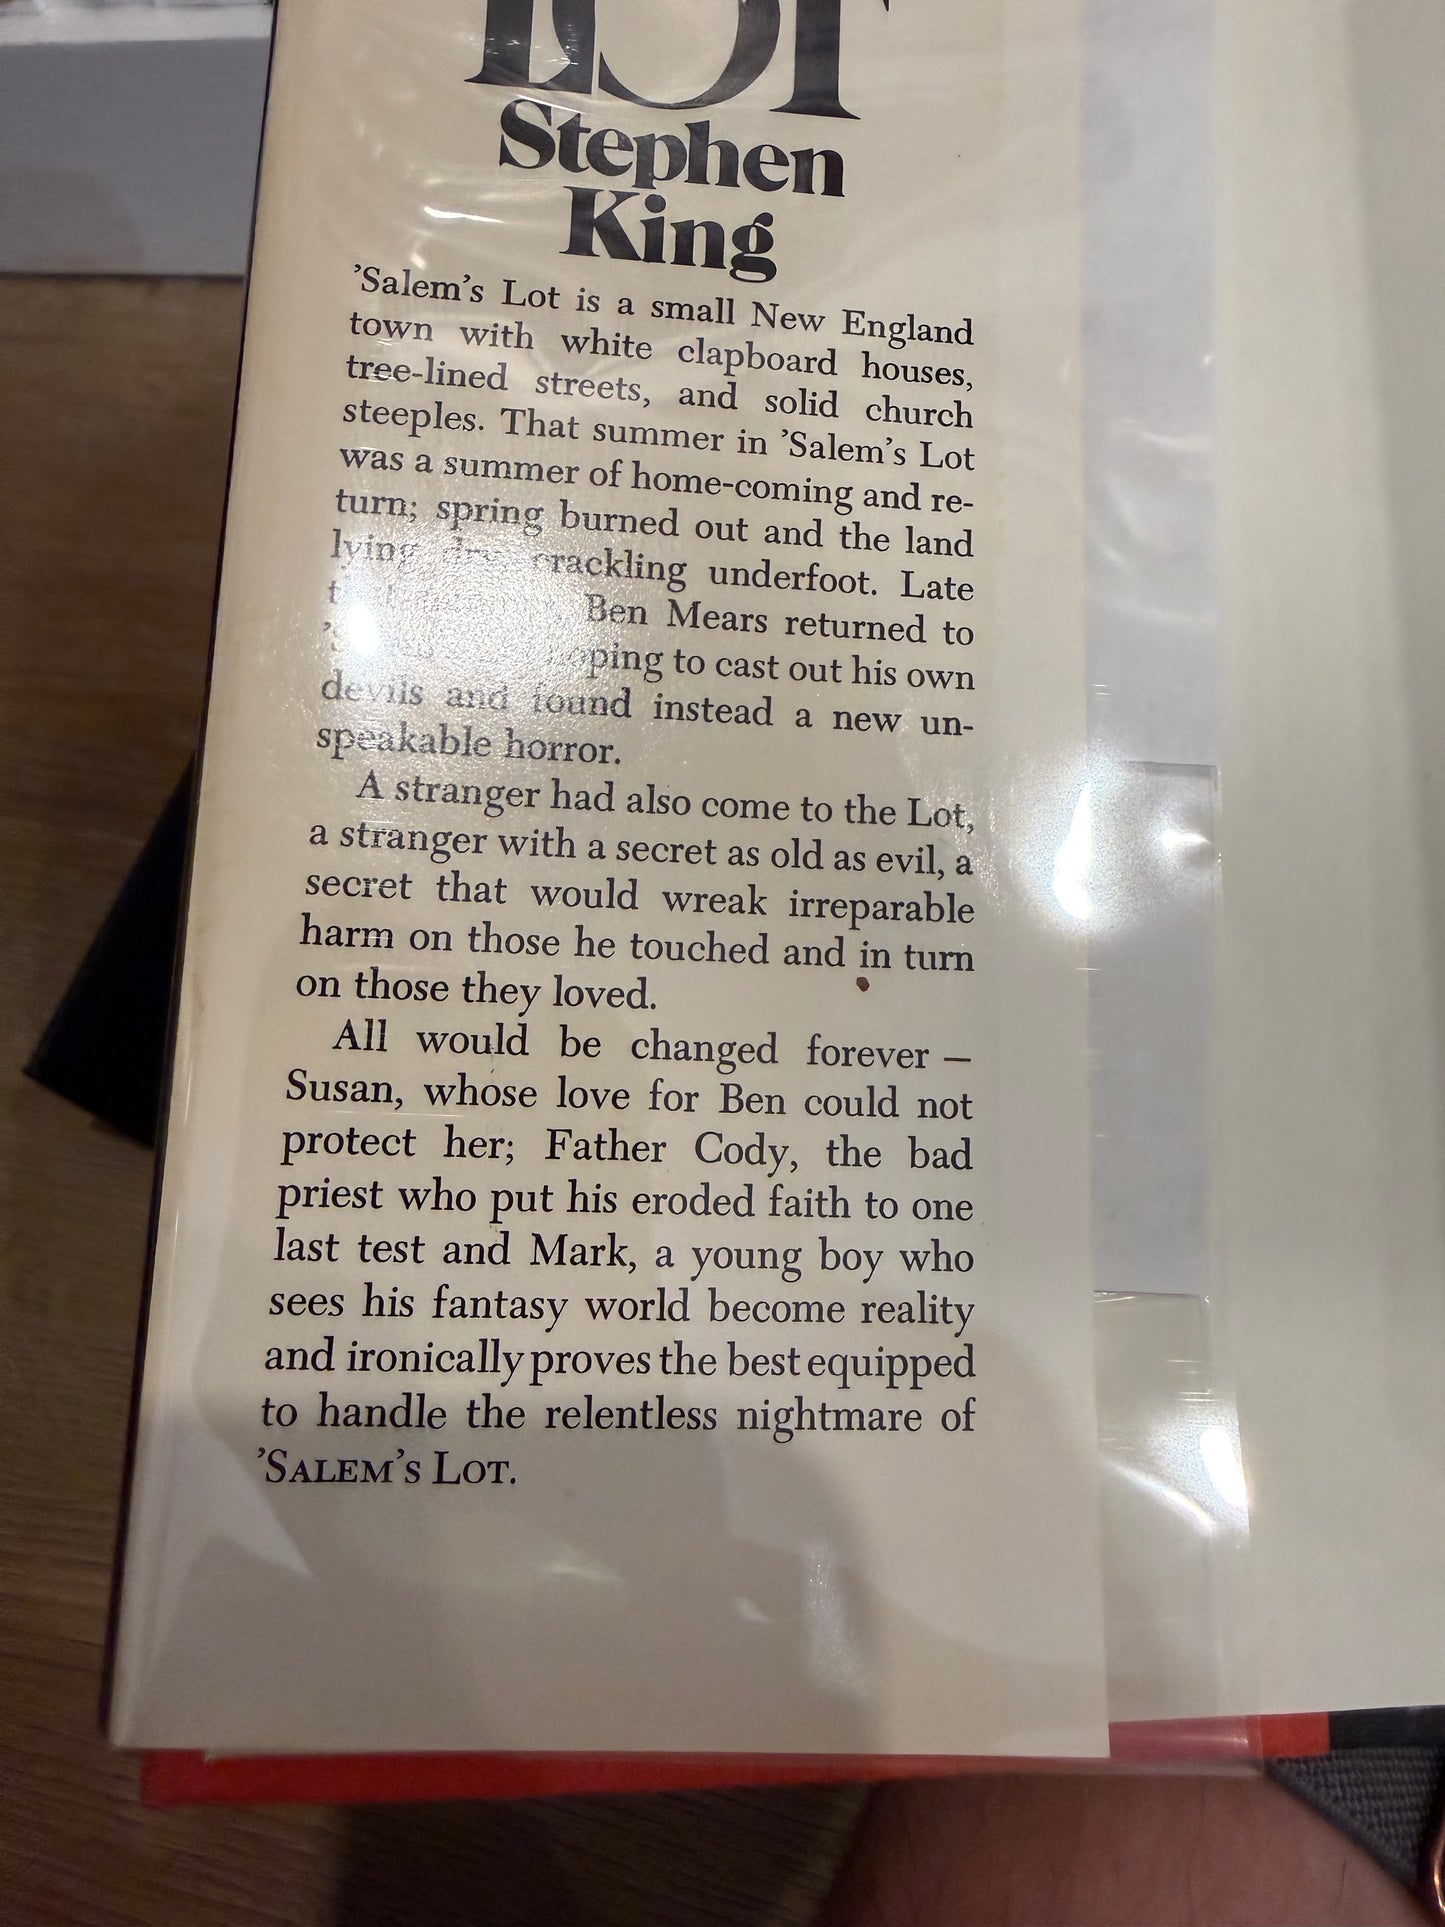 LOT
Stephen
King
’Salem’s Lot is a small New England
town with white clapboard houses,
tree-lined streets, and solid church
steeples. That summer in ’Salem’s Lot
was a summer of home-coming and re-
turn; spring burned out and the land
lying dry, crackling underfoot. Late
Ben Mears returned to
hoping to cast out his own
devils and found instead a new un-
speakable horror.
A stranger had also come to the Lot,
a stranger with a secret as old as evil, a
secret that would wreak irreparable
harm on those he touched and in turn
on those they loved.
All would be changed forever —
Susan, whose love for Ben could not
protect her; Father Cody, the bad
priest who put his eroded faith to one
last test and Mark, a young boy who
sees his fantasy world become reality
and ironically proves the best equipped
to handle the relentless nightmare of
’SALEM’S LOT.